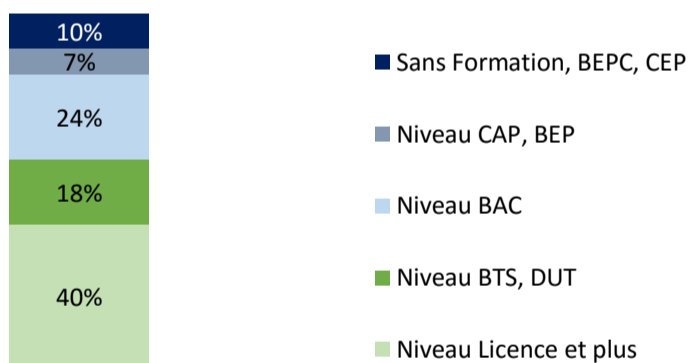 10%
7%
24%
18%
40%
Sans Formation, BEPC, CEP
Niveau CAP, BEP
Niveau BAC
Niveau BTS, DUT
Niveau Licence et plus